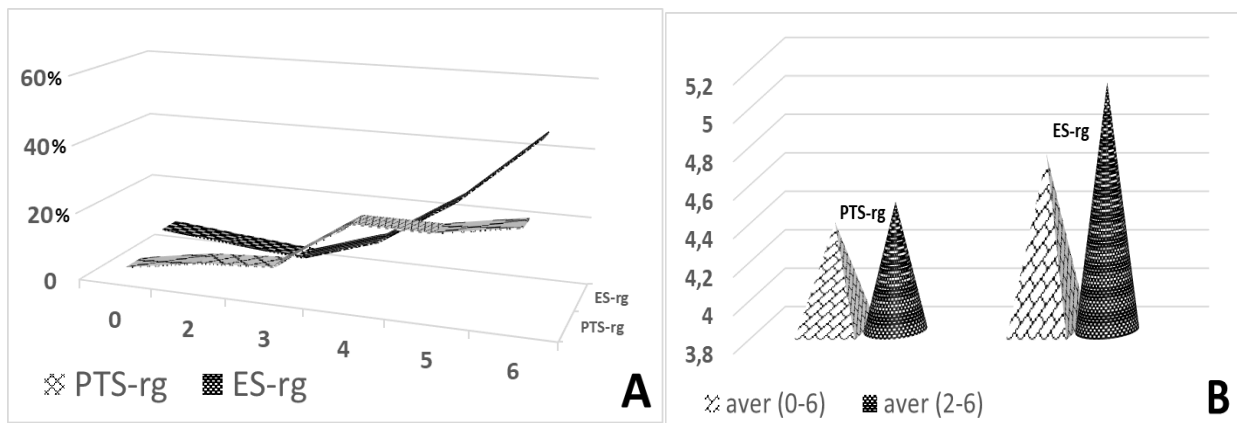 60%
40%
20%
0
0
2
3
4
5
6
ES-rg
PTS-rg
PTS-rg
ES-rg
A
5,2
5
4,8
4,6
4,4
4,2
4
3,8
PTS-rg
ES-rg
aver (0-6)
aver (2-6)
B